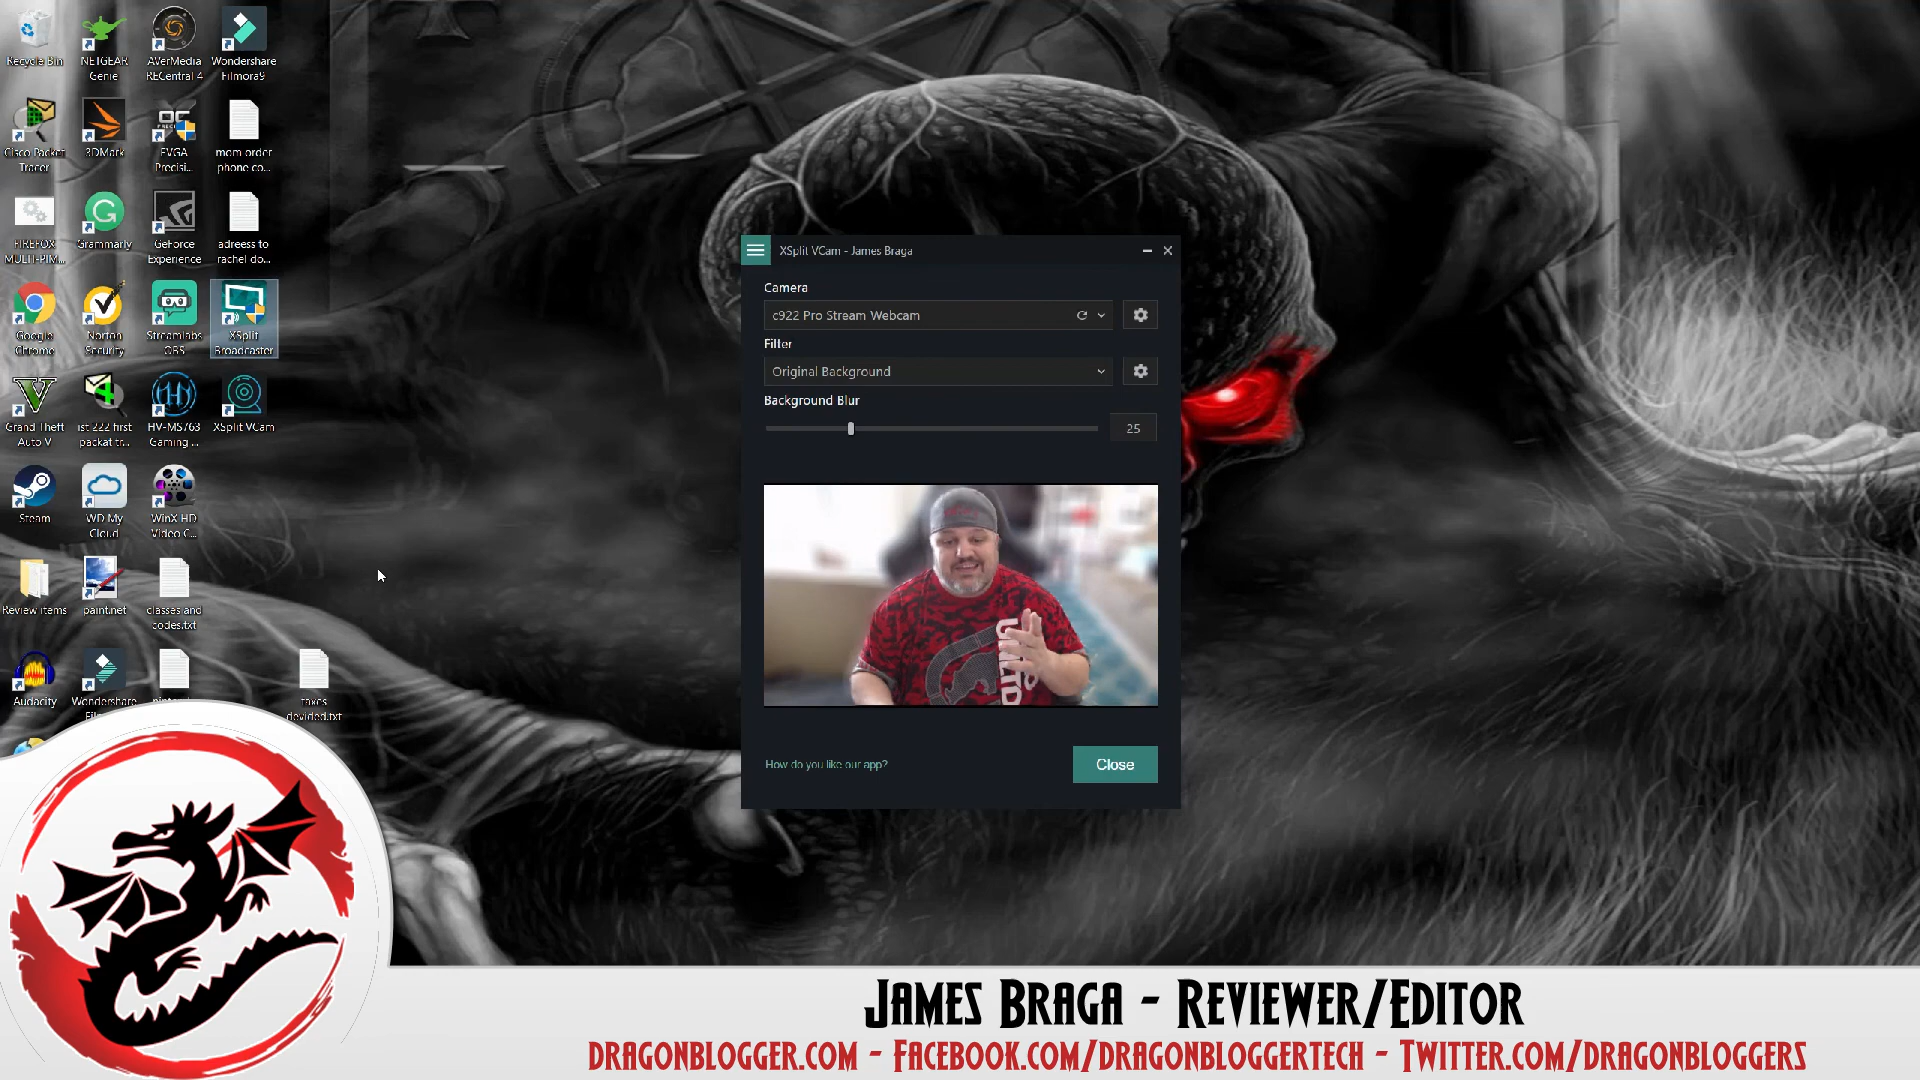 Recycle Bin
NETGEAR
Genie
AVerMedia
RECentral 4
Wondershare
Filmora9
Cisco Packet
Tracer
3DMark
EVGA
Precisi...
mom order
phone co...
FIREFOX
MULTI-PIM...
Grammarly
GeForce
Experience
adreess to
rachel do...
Google
Chrome
Norton
Security
Streamlabs
OBS
XSplit
Broadcaster
Grand Theft
Auto V
ist 222 first
packat tr...
HV-MS763
Gaming ...
XSplit VCam
Steam
WD My
Cloud
WinX HD
Video C...
Review items
paint.net
classes and
codes.txt
Audacity
Wondershare
taxes
devided.txt
XSplit VCam - James Braga
Camera
c922 Pro Stream Webcam
Filter
Original Background
Background Blur
25
UNLTD
How do you like our app?
Close
James Braga - Reviewer/Editor
dragonblogger.com - Facebook.com/dragonbloggertech - Twitter.com/dragonbloggers